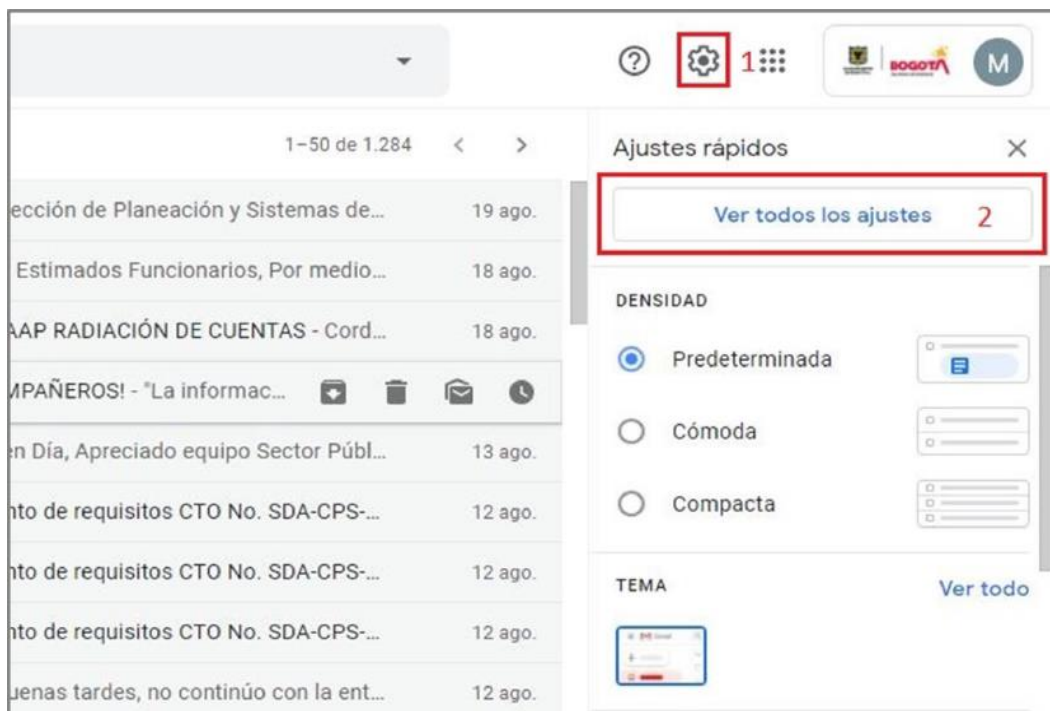 1
BOGOTÁ
M
1–50 de 1.284
Ajustes rápidos
ección de Planeación y Sistemas de...
19 ago.
Ver todos los ajustes
2
Estimados Funcionarios, Por medio...
18 ago.
DENSIDAD
AAP RADIACIÓN DE CUENTAS - Cord...
18 ago.
Predeterminada
MPAÑEROS! - "La informac...
Cómoda
en Día, Apreciado equipo Sector Públ...
13 ago.
nto de requisitos CTO No. SDA-CPS-...
12 ago.
Compacta
nto de requisitos CTO No. SDA-CPS-...
12 ago.
TEMA
Ver todo
nto de requisitos CTO No. SDA-CPS-...
12 ago.
uenas tardes, no continúo con la ent...
12 ago.